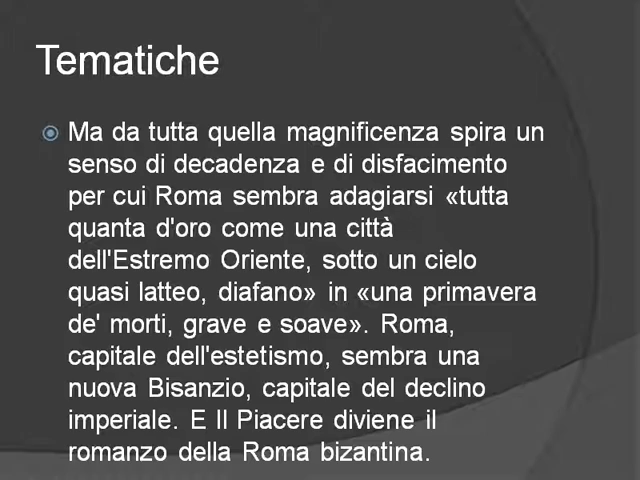 Tematiche
Ma da tutta quella magnificenza spira un
senso di decadenza e di disfacimento
per cui Roma sembra adagiarsi «tutta
quanta d'oro come una città
dell'Estremo Oriente, sotto un cielo
quasi latteo, diafano» in «una primavera
de' morti, grave e soave». Roma,
capitale dell'estetismo, sembra una
nuova Bisanzio, capitale del declino
imperiale. E Il Piacere diviene il
romanzo della Roma bizantina.